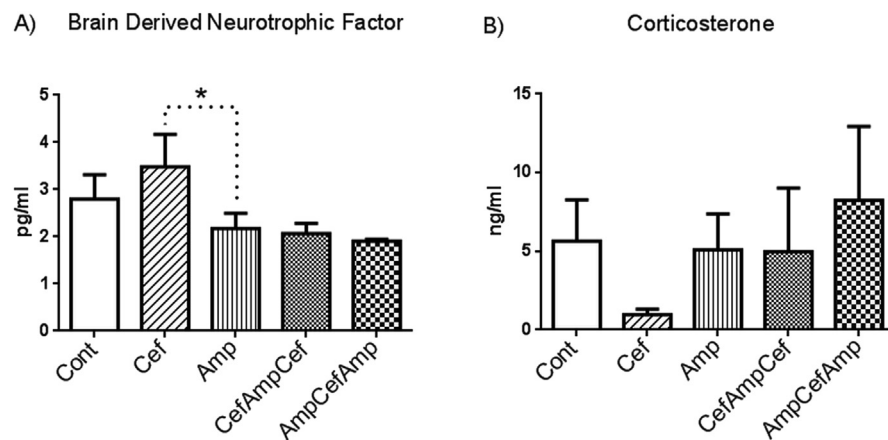 A) Brain Derived Neurotrophic Factor
5
4
3
2
1
0
pg/ml
*
Cont
Cef
Amp
CefAmpCef
AmpCefAmp
B) Corticosterone
15
10
5
0
ng/ml
Cont
Cef
Amp
CefAmpCef
AmpCefAmp